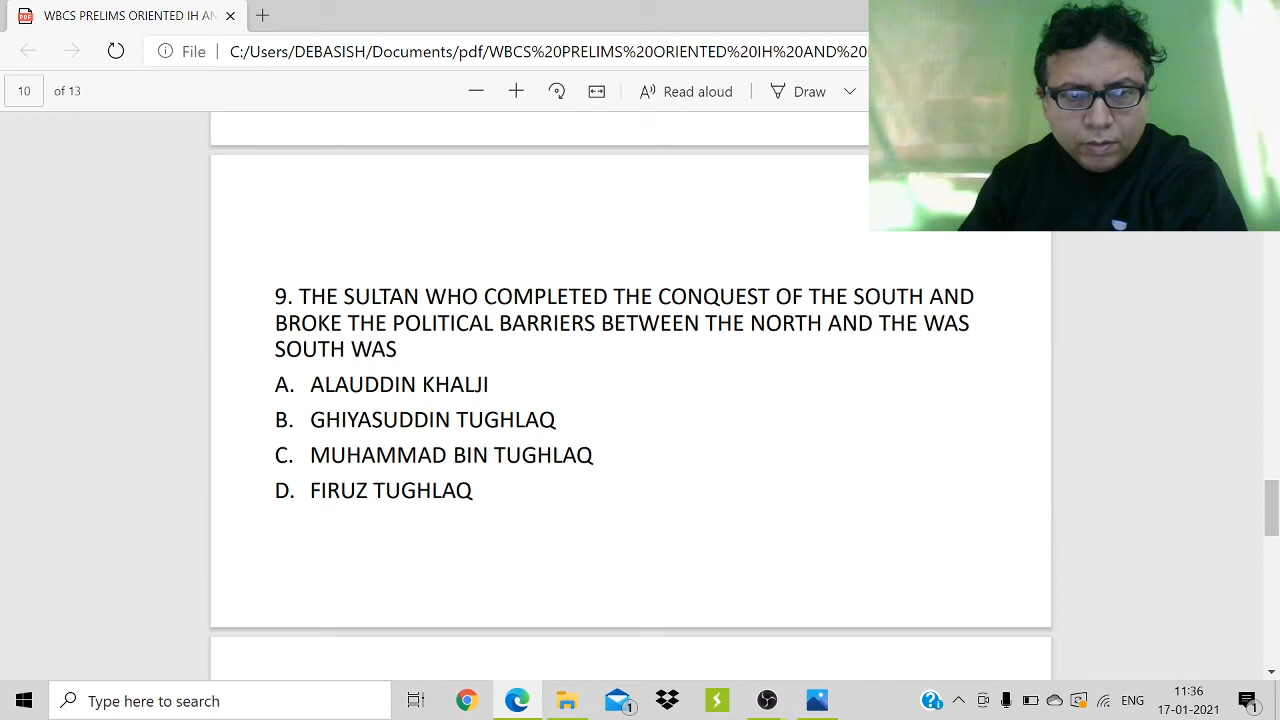 WBCS PRELIMS ORIENTED IH AN
File
C:/Users/DEBASISH/Documents/pdf/WBCS%20PRELIMS%20ORIENTED%20IH%20AND%20
10 of 13
Read aloud
Draw
9. THE SULTAN WHO COMPLETED THE CONQUEST OF THE SOUTH AND
BROKE THE POLITICAL BARRIERS BETWEEN THE NORTH AND THE WAS
SOUTH WAS
A. ALAUDDIN KHALJI
B. GHIYASUDDIN TUGHLAQ
C. MUHAMMAD BIN TUGHLAQ
D. FIRUZ TUGHLAQ
Type here to search
1
ENG
11:36
17-01-2021
1